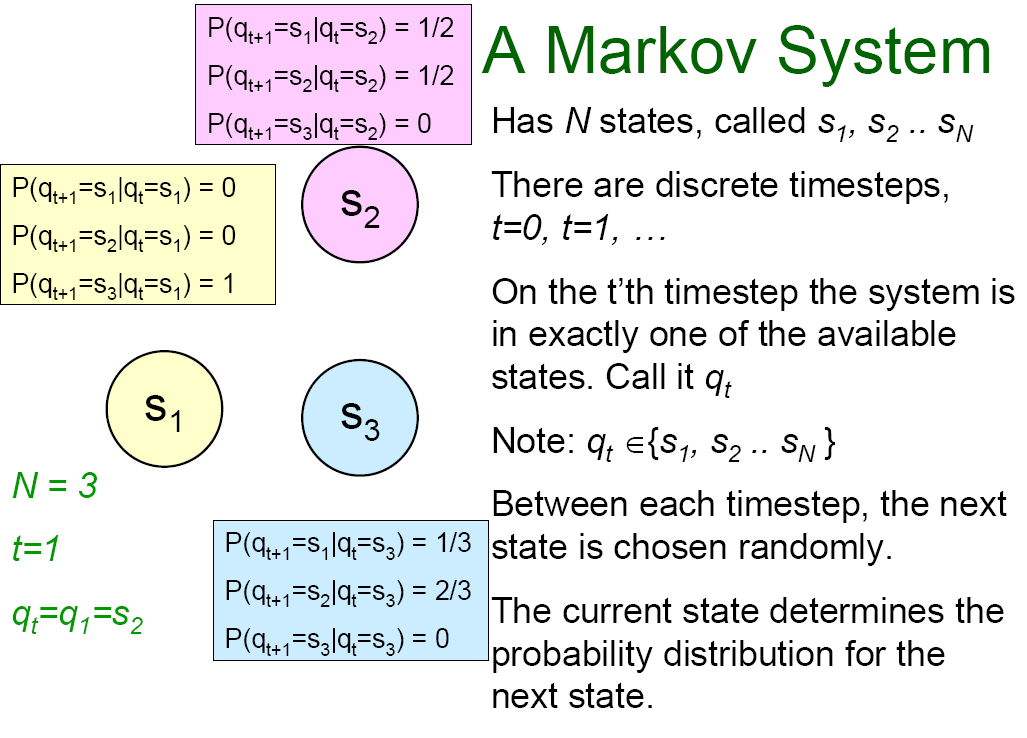 A Markov System
P(qt+1=s1|qt=s2) = 1/2
P(qt+1=s2|qt=s2) = 1/2
P(qt+1=s3|qt=s2) = 0
P(qt+1=s1|qt=s1) = 0
P(qt+1=s2|qt=s1) = 0
P(qt+1=s3|qt=s1) = 1
s2
s1
s3
N = 3
t=1
qt=q1=s2
P(qt+1=s1|qt=s3) = 1/3
P(qt+1=s2|qt=s3) = 2/3
P(qt+1=s3|qt=s3) = 0
Has N states, called s1, s2 .. sN
There are discrete timesteps,
t=0, t=1, …
On the t’th timestep the system is
in exactly one of the available
states. Call it qt
Note: qt ∈{s1, s2 .. sN }
Between each timestep, the next
state is chosen randomly.
The current state determines the
probability distribution for the
next state.